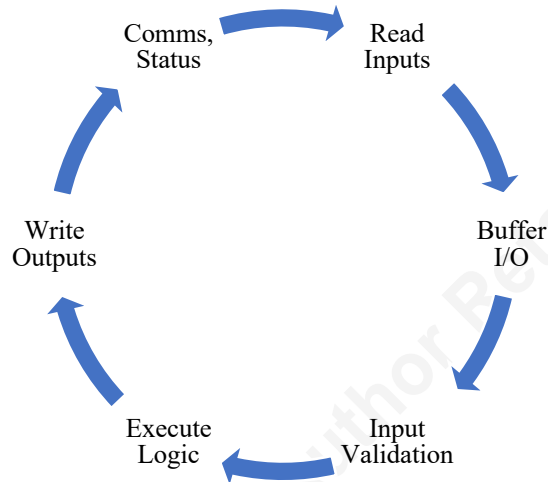 Comms,
Status
Read
Inputs
Buffer
I/O
Input
Validation
Execute
Logic
Write
Outputs